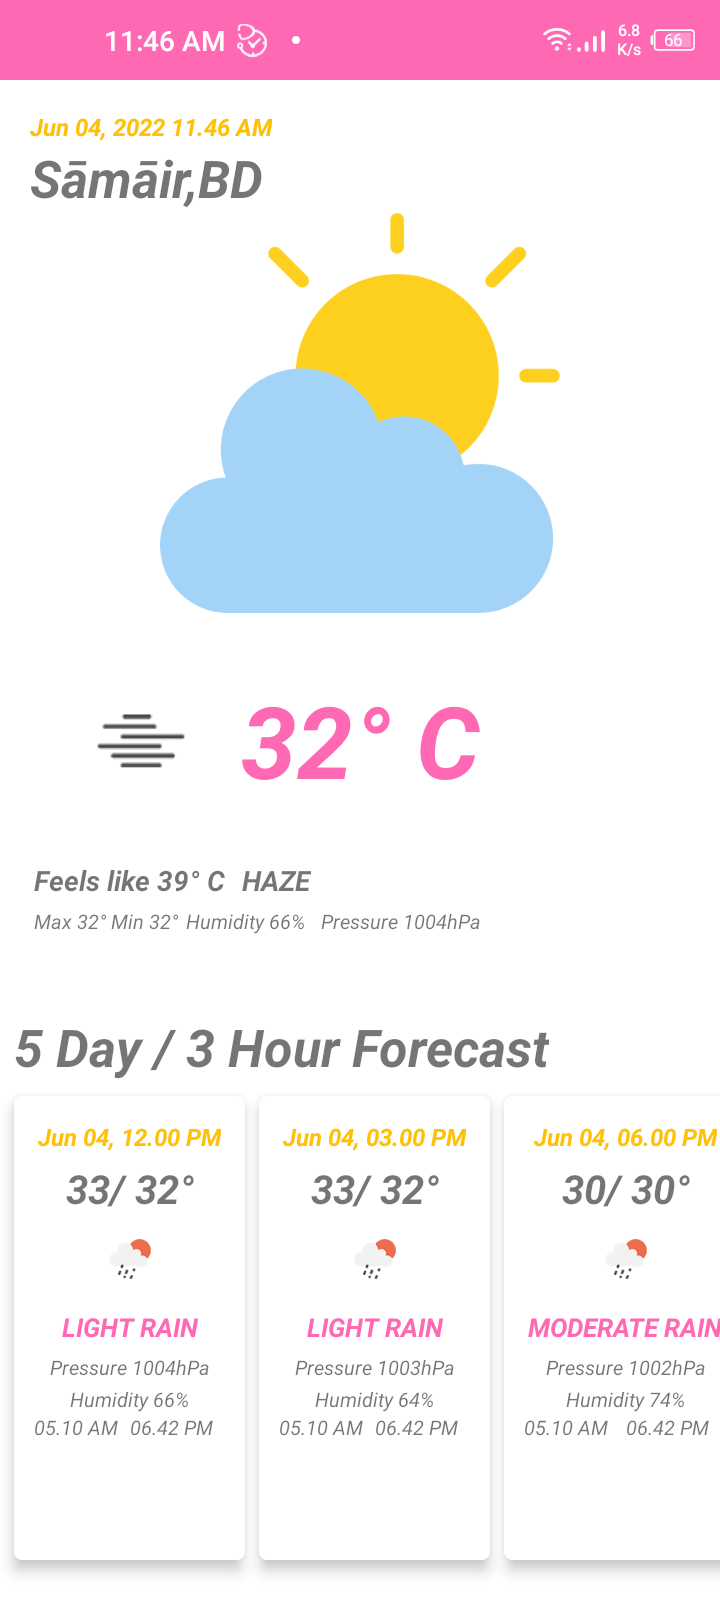 11:46 AM
6.8
K/s
66
Jun 04, 2022 11.46 AM
Sāmāir,BD
32° C
Feels like 39° C HAZE
Max 32° Min 32° Humidity 66% Pressure 1004hPa
5 Day / 3 Hour Forecast
Jun 04, 12.00 PM
33/ 32°
LIGHT RAIN
Pressure 1004hPa
Humidity 66%
05.10 AM 06.42 PM
Jun 04, 03.00 PM
33/ 32°
LIGHT RAIN
Pressure 1003hPa
Humidity 64%
05.10 AM 06.42 PM
Jun 04, 06.00 PM
30/ 30°
MODERATE RAIN
Pressure 1002hPa
Humidity 74%
05.10 AM 06.42 PM